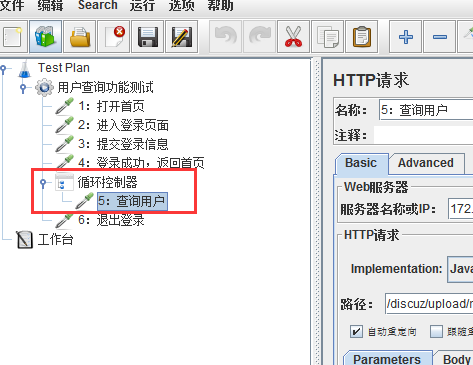 文件 编辑 Search 运行 选项 帮助
Test Plan
用户查询功能测试
1：打开首页
2：进入登录页面
3：提交登录信息
4：登录成功，返回首页
循环控制器
5：查询用户
6：退出登录
工作台
HTTP请求
名称： 5：查询用户
注释：
Basic Advanced
Web服务器
服务器名称或IP： 172.
HTTP请求
Implementation: Java
路径： /discuz/upload/
自动重定向 跟随重
Parameters Body